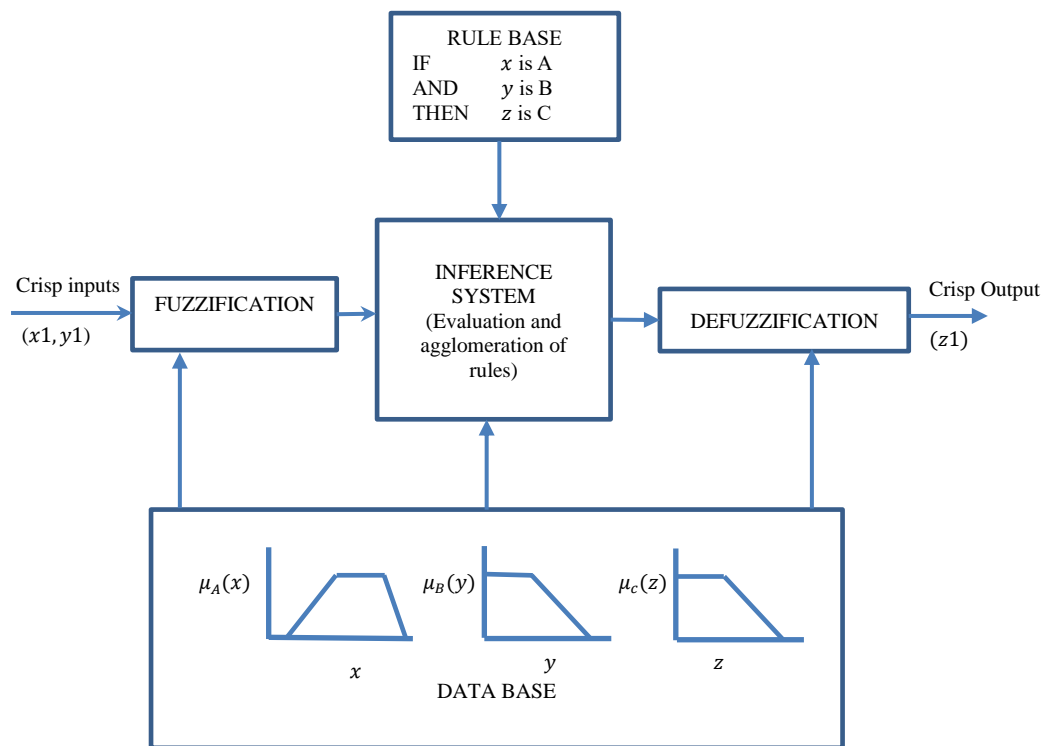 RULE BASE
IF 𝑥 is A
AND 𝑦 is B
THEN 𝑧 is C
Crisp inputs
(𝑥1, 𝑦1)
FUZZIFICATION
INFERENCE
SYSTEM
(Evaluation and
agglomeration of
rules)
DEFUZZIFICATION
Crisp Output
(𝑧1)
𝜇𝐴(𝑥)
𝑥
𝜇𝐵(𝑦)
𝑦
𝜇𝑐(𝑧)
𝑧
DATA BASE